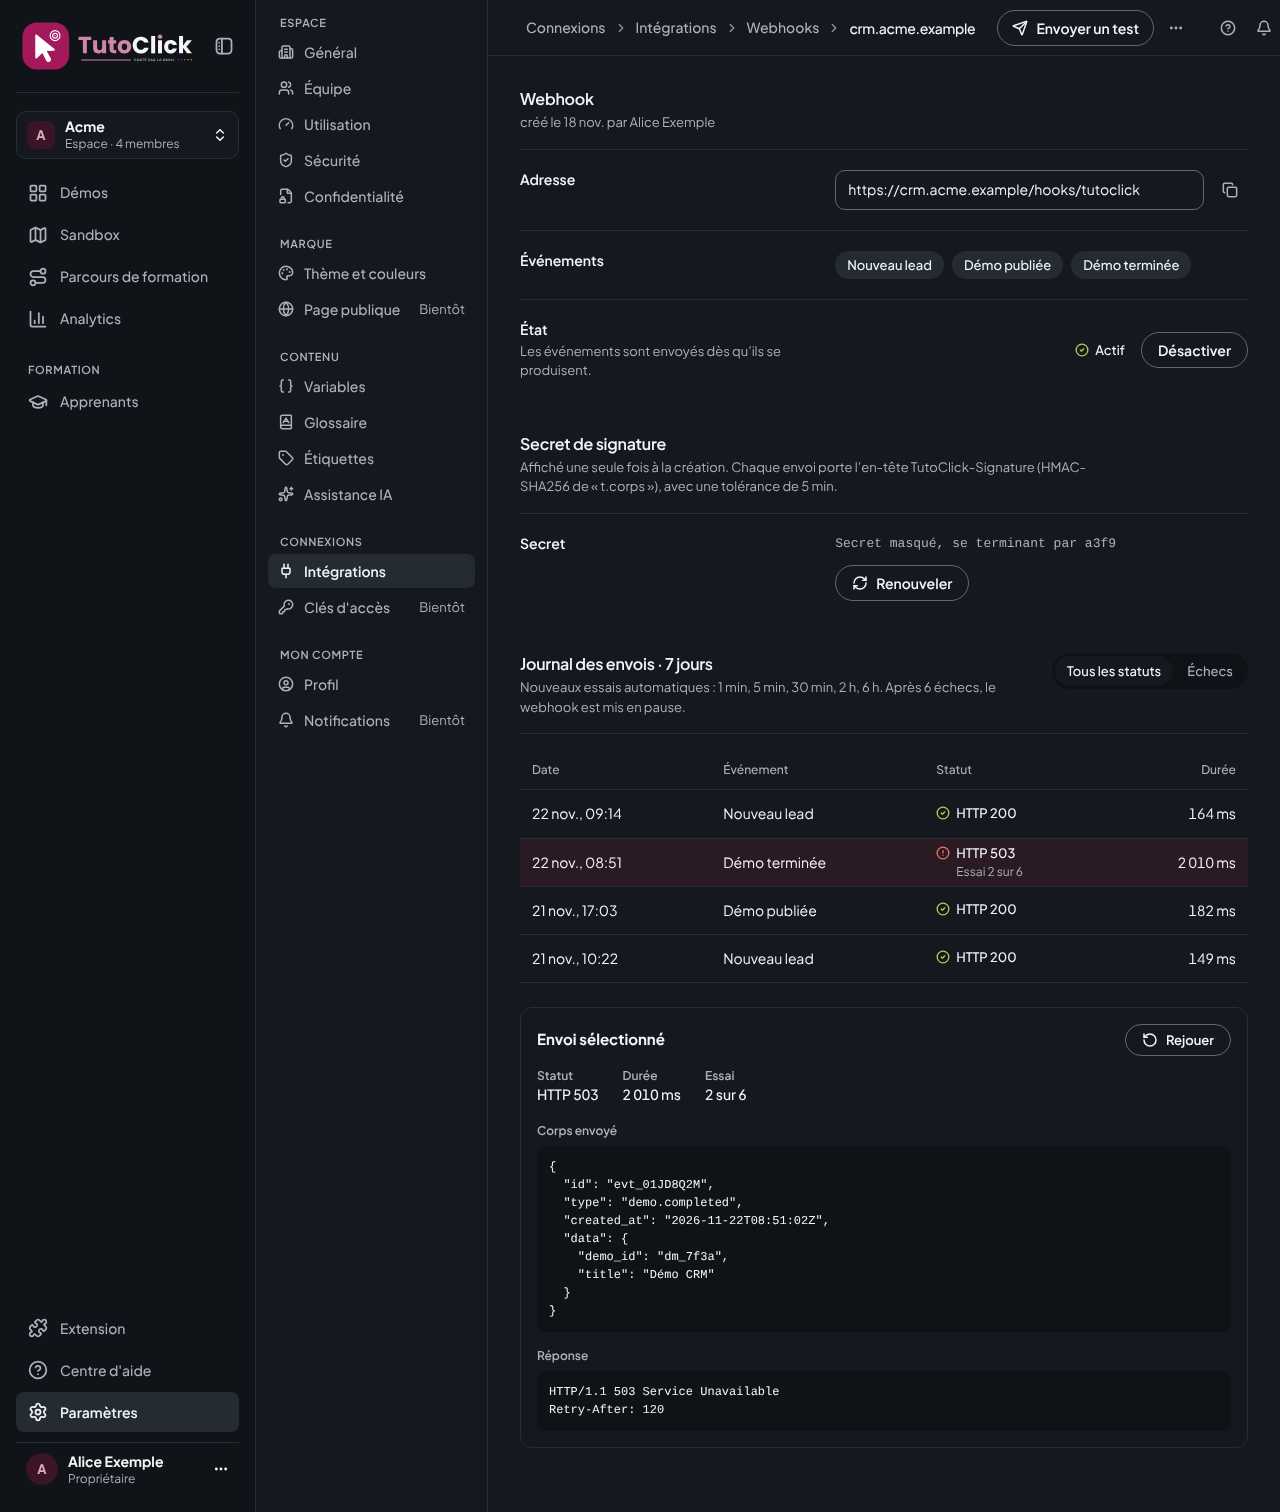 TutoClick
Acme
Espace · 4 membres
A
Démos
Sandbox
Parcours de formation
Analytics
FORMATION
Apprenants
Extension
Centre d'aide
Paramètres
A
Alice Exemple
Propriétaire
ESPACE
Général
Équipe
Utilisation
Sécurité
Confidentialité
MARQUE
Thème et couleurs
Page publique Bientôt
CONTENU
Variables
Glossaire
Étiquettes
Assistance IA
CONNEXIONS
Intégrations
Clés d'accès Bientôt
MON COMPTE
Profil
Notifications Bientôt
Connexions Intégrations Webhooks crm.acme.example Envoyer un test
Webhook
créé le 18 nov. par Alice Exemple
Adresse https://crm.acme.example/hooks/tutoclick
Événements Nouveau lead Démo publiée Démo terminée
État
Les événements sont envoyés dès qu'ils se
produisent.
Actif Désactiver
Secret de signature
Affiché une seule fois à la création. Chaque envoi porte l'en-tête TutoClick-Signature (HMAC-
SHA256 de « t.corps »), avec une tolérance de 5 min.
Secret Secret masqué, se terminant par a3f9
Renouveler
Journal des envois · 7 jours
Nouveaux essais automatiques : 1 min, 5 min, 30 min, 2 h, 6 h. Après 6 échecs, le
webhook est mis en pause.
Tous les statuts Échecs
Date Événement Statut Durée
22 nov., 09:14 Nouveau lead HTTP 200 164 ms
22 nov., 08:51 Démo terminée HTTP 503 2 010 ms
Essai 2 sur 6
21 nov., 17:03 Démo publiée HTTP 200 182 ms
21 nov., 10:22 Nouveau lead HTTP 200 149 ms
Envoi sélectionné Rejouer
Statut Durée Essai
HTTP 503 2 010 ms 2 sur 6
Corps envoyé
{
"id": "evt_01JD8Q2M",
"type": "demo.completed",
"created_at": "2026-11-22T08:51:02Z",
"data": {
"demo_id": "dm_7f3a",
"title": "Démo CRM"
}
}
Réponse
HTTP/1.1 503 Service Unavailable
Retry-After: 120